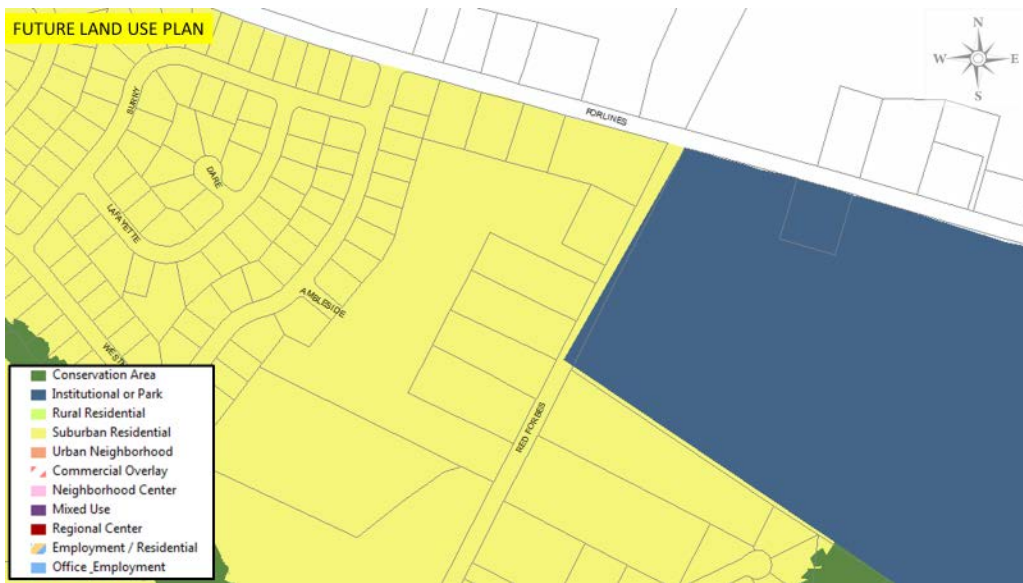 FUTURE LAND USE PLAN
N
W E
S
FORLINES
BURRY
DARE
LAFAYETTE
AMBLESIDE
RED FORBES
Conservation Area
Institutional or Park
Rural Residential
Suburban Residential
Urban Neighborhood
Commercial Overlay
Neighborhood Center
Mixed Use
Regional Center
Employment / Residential
Office_Employment